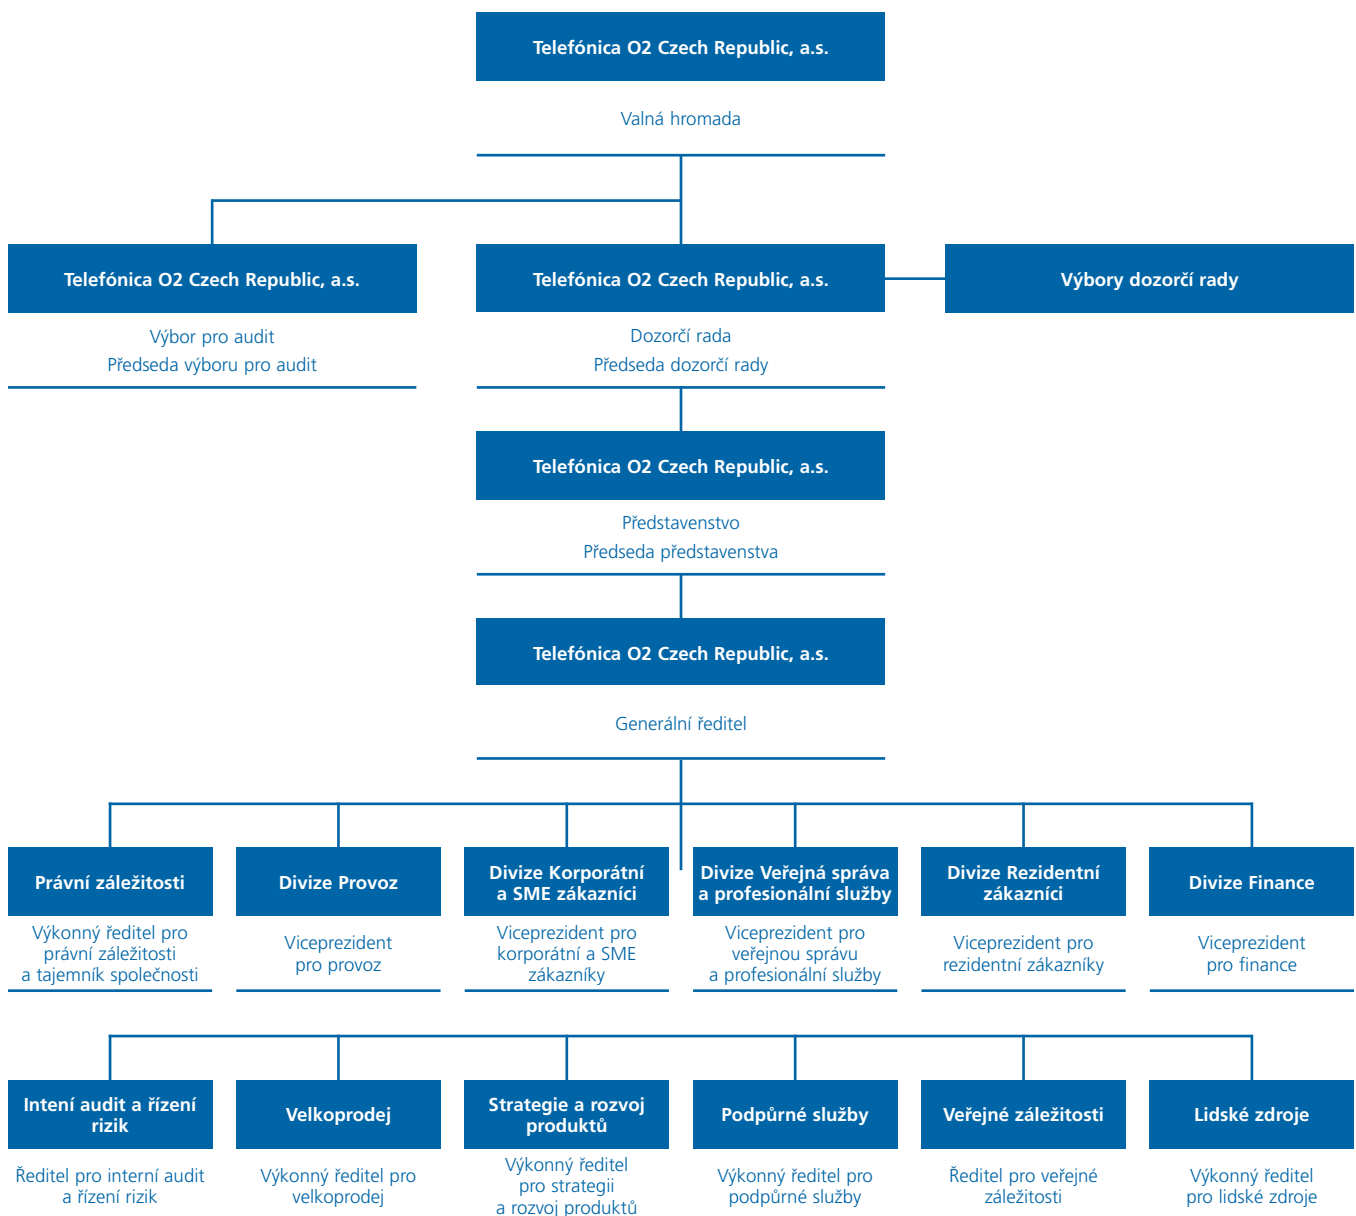 Telefónica O2 Czech Republic, a.s.
Valná hromada
Telefónica O2 Czech Republic, a.s.
Výbor pro audit
Předseda výboru pro audit
Telefónica O2 Czech Republic, a.s.
Dozorčí rada
Předseda dozorčí rady
Výbory dozorčí rady
Telefónica O2 Czech Republic, a.s.
Představenstvo
Předseda představenstva
Telefónica O2 Czech Republic, a.s.
Generální ředitel
Právní záležitosti
Výkonný ředitel pro
právní záležitosti
a tajemník společnosti
Divize Provoz
Viceprezident
pro provoz
Divize Korporátní
a SME zákazníci
Viceprezident pro
korporátní a SME
zákazníky
Divize Veřejná správa
a profesionální služby
Viceprezident pro
veřejnou správu
a profesionální služby
Divize Rezidentní
zákazníci
Viceprezident pro
rezidentní zákazníky
Divize Finance
Viceprezident
pro finance
Intení audit a řízení
rizik
Ředitel pro interní audit
a řízení rizik
Velkoprodej
Výkonný ředitel pro
velkoprodej
Strategie a rozvoj
produktů
Výkonný ředitel
pro strategii
a rozvoj produktů
Podpůrné služby
Výkonný ředitel pro
podpůrné služby
Veřejné záležitosti
Ředitel pro veřejné
záležitosti
Lidské zdroje
Výkonný ředitel
pro lidské zdroje